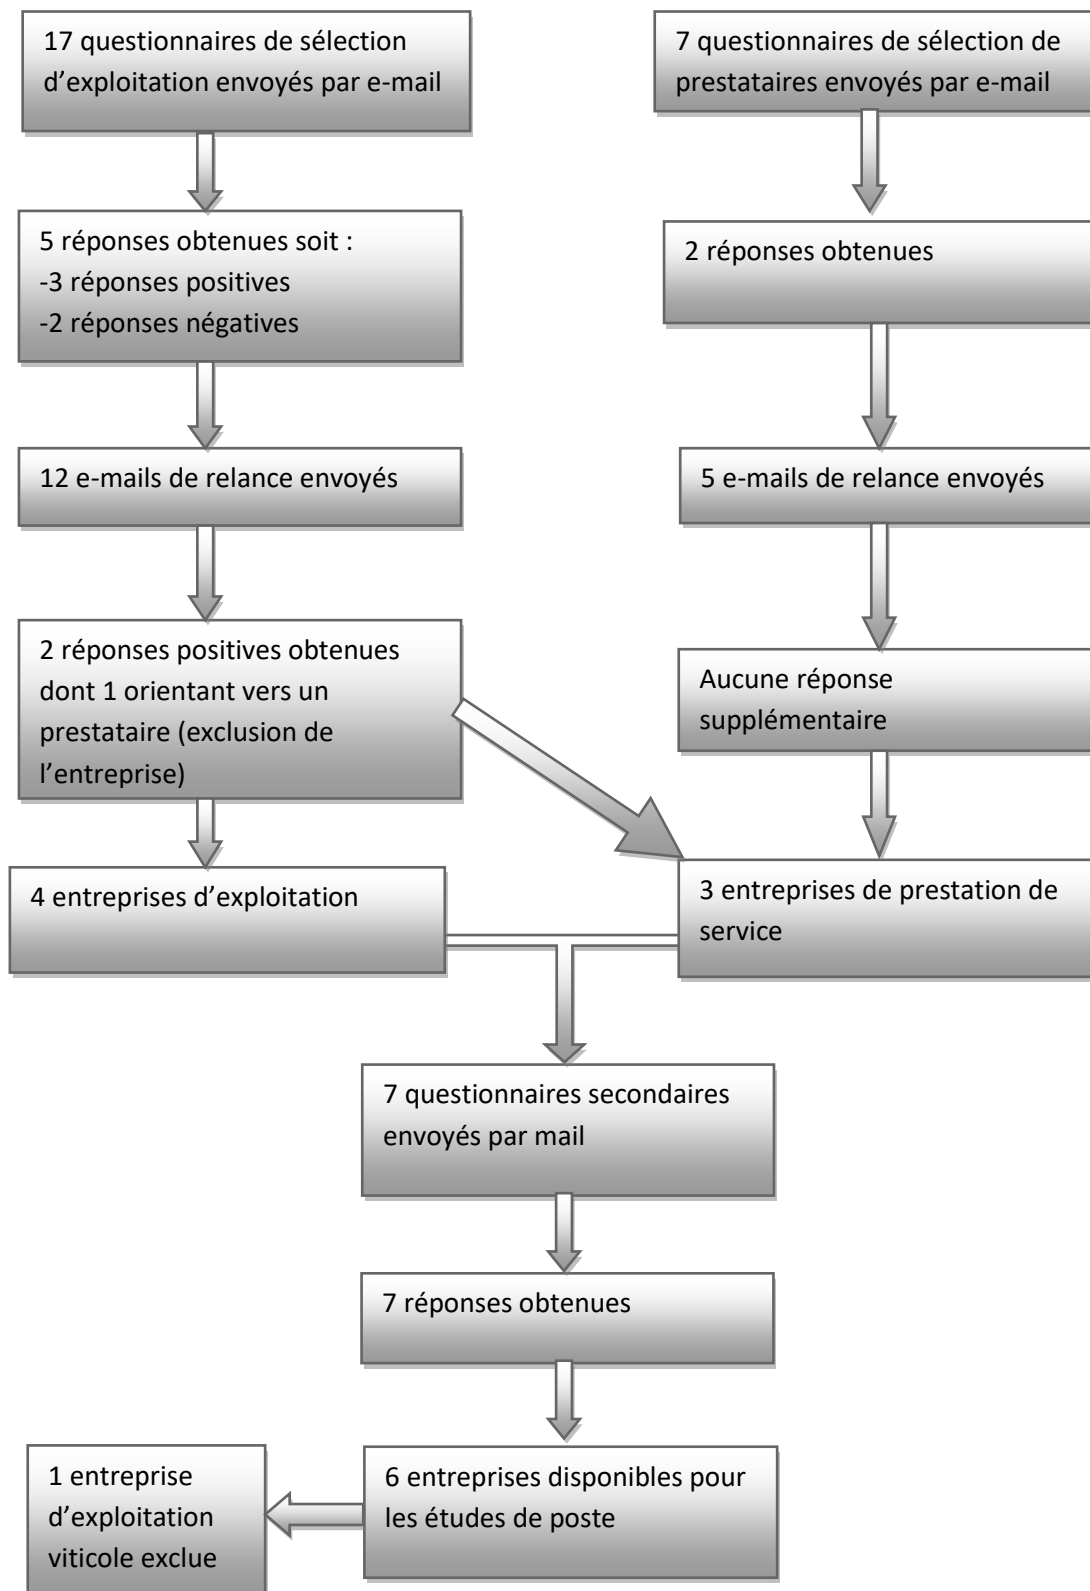 17 questionnaires de sélection
d’exploitation envoyés par e-mail
7 questionnaires de sélection de
prestataires envoyés par e-mail
5 réponses obtenues soit :
-3 réponses positives
-2 réponses négatives
2 réponses obtenues
12 e-mails de relance envoyés
5 e-mails de relance envoyés
2 réponses positives obtenues
dont 1 orientant vers un
prestataire (exclusion de
l’entreprise)
Aucune réponse
supplémentaire
4 entreprises d’exploitation
3 entreprises de prestation de
service
7 questionnaires secondaires
envoyés par mail
7 réponses obtenues
1 entreprise
d’exploitation
viticole exclue
6 entreprises disponibles pour
les études de poste